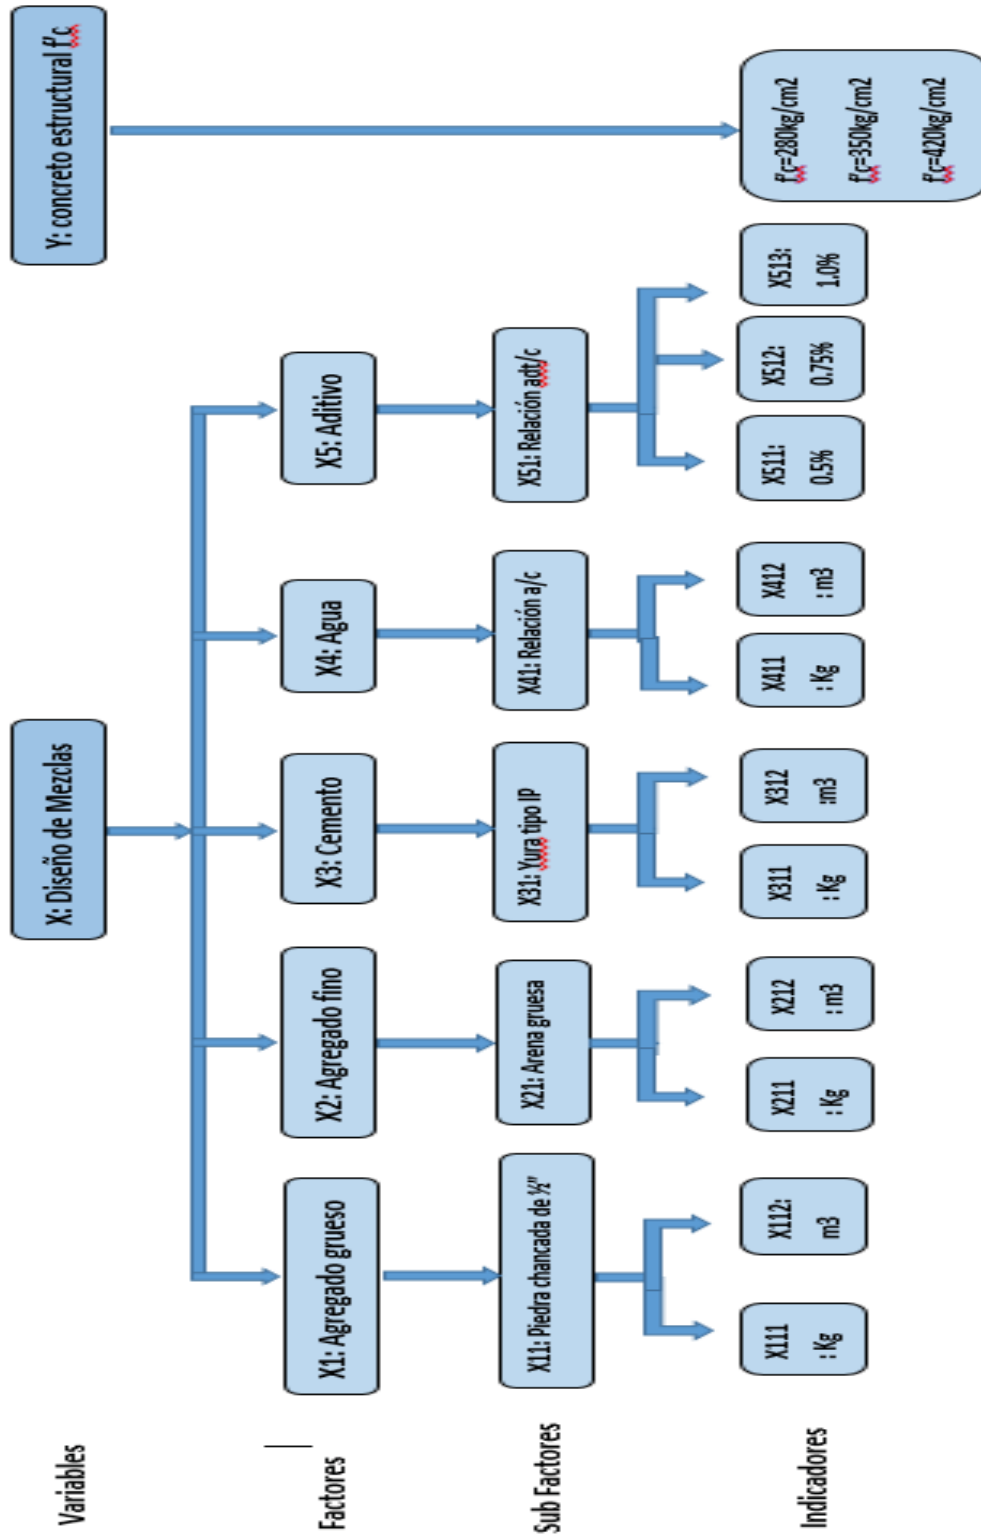 Variables
X: Diseño de Mezclas
Y: concreto estructural f'c
Factores
X1: Agregado grueso
X2: Agregado fino
X3: Cemento
X4: Agua
X5: Aditivo
Sub Factores
X11: Piedra chancada de ½"
X21: Arena gruesa
X31: Yura tipo IP
X41: Relación a/c
X51: Relación adt/c
Indicadores
X111
: Kg
X112:
m3
X211
: Kg
X212
: m3
X311
: Kg
X312
:m3
X411
: Kg
X412
: m3
X511:
0.5%
X512:
0.75%
X513:
1.0%
f'c=280kg/cm2
f'c=350kg/cm2
f'c=420kg/cm2